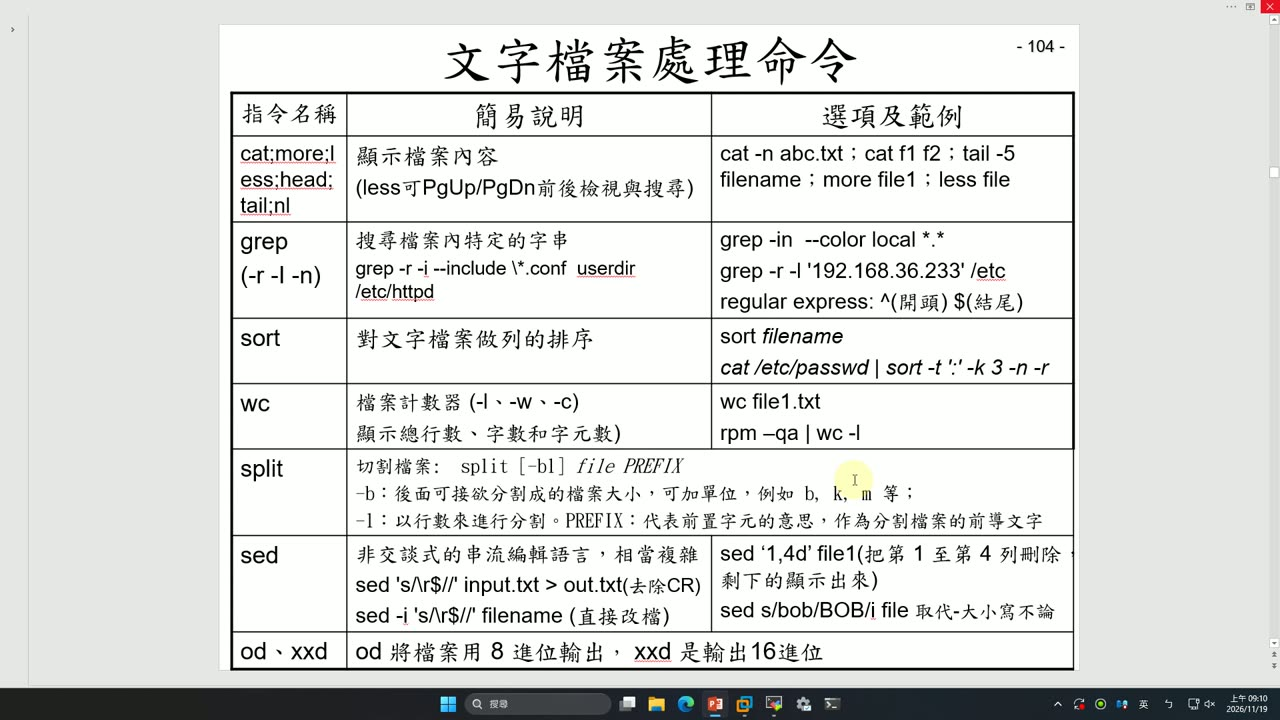 文字檔案處理命令
- 104 -
指令名稱
簡易說明
選項及範例
cat;more;l
ess;head;
tail;nl
顯示檔案內容
(less可PgUp/PgDn前後檢視與搜尋)
cat -n abc.txt；cat f1 f2；tail -5
filename；more file1；less file
grep
(-r -l -n)
搜尋檔案內特定的字串
grep -r -i --include \*.conf  userdir
/etc/httpd
grep -in  --color local *.*
grep -r -l '192.168.36.233' /etc
regular express: ^(開頭) $(結尾)
sort
對文字檔案做列的排序
sort filename
cat /etc/passwd | sort -t ':' -k 3 -n -r
wc
檔案計數器 (-l、-w、-c)
顯示總行數、字數和字元數)
wc file1.txt
rpm –qa | wc -l
split
切割檔案:  split [-bl] file PREFIX
-b：後面可接欲分割成的檔案大小，可加單位，例如 b, k, m 等；
-l：以行數來進行分割。PREFIX：代表前置字元的意思，作為分割檔案的前導文字
sed
非交談式的串流編輯語言，相當複雜
sed 's/\r$//' input.txt > out.txt(去除CR)
sed -i 's/\r$//' filename (直接改檔)
sed ‘1,4d’ file1(把第 1 至第 4 列刪除，
剩下的顯示出來)
sed s/bob/BOB/i file 取代-大小寫不論
od、xxd
od 將檔案用 8 進位輸出， xxd 是輸出16進位
搜尋
英
上午 09:10
2026/11/19